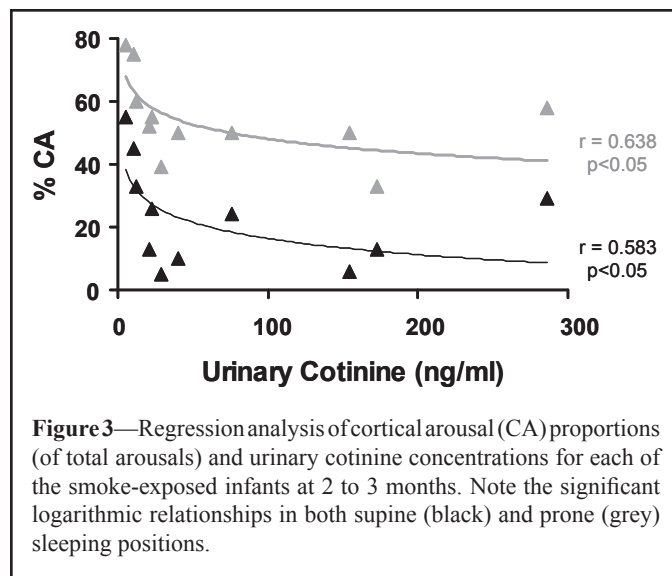 80
60
40
20
0
% CA
0
100
200
300
Urinary Cotinine (ng/ml)
r = 0.638
p<0.05
r = 0.583
p<0.05
Figure 3—Regression analysis of cortical arousal (CA) proportions
(of total arousals) and urinary cotinine concentrations for each of
the smoke-exposed infants at 2 to 3 months. Note the significant
logarithmic relationships in both supine (black) and prone (grey)
sleeping positions.